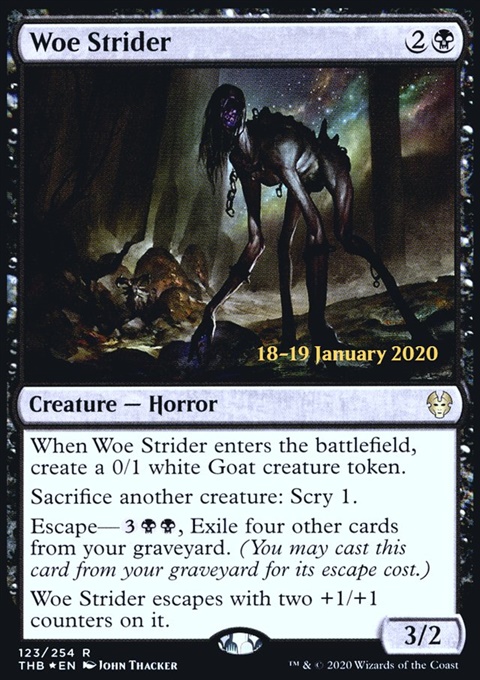 Woe Strider 2
18-19 January 2020
Creature — Horror
When Woe Strider enters the battlefield,
create a 0/1 white Goat creature token.
Sacrifice another creature: Scry 1.
Escape—3, Exile four other cards
from your graveyard. (You may cast this
card from your graveyard for its escape cost.)
Woe Strider escapes with two +1/+1
counters on it.
3/2
123/254 R
THB ★ EN John Thacker
™ & © 2020 Wizards of the Coast